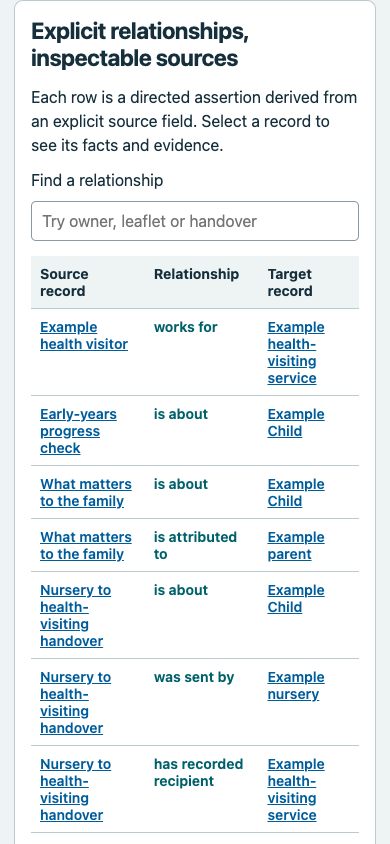 Explicit relationships,
inspectable sources
Each row is a directed assertion derived from
an explicit source field. Select a record to
see its facts and evidence.
Find a relationship
Try owner, leaflet or handover
Source record Relationship Target record
Example health visitor works for Example health-visiting service
Early-years progress check is about Example Child
What matters to the family is about Example Child
What matters to the family is attributed to Example parent
Nursery to health-visiting handover is about Example Child
Nursery to health-visiting handover was sent by Example nursery
Nursery to health-visiting handover has recorded recipient Example health-visiting service